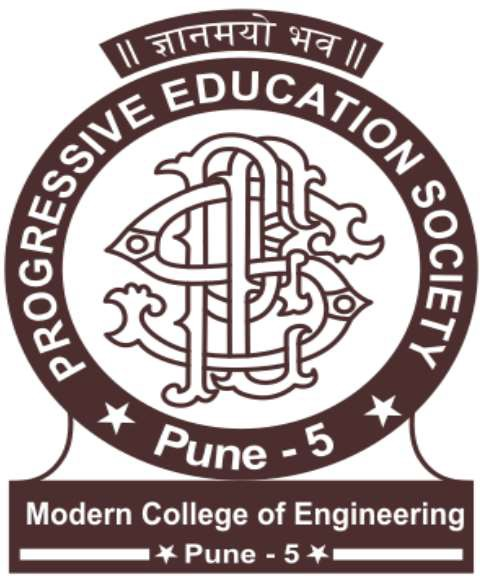 || ज्ञानमयो भव ||
PROGRESSIVE EDUCATION SOCIETY
Pune - 5
Modern College of Engineering
Pune - 5